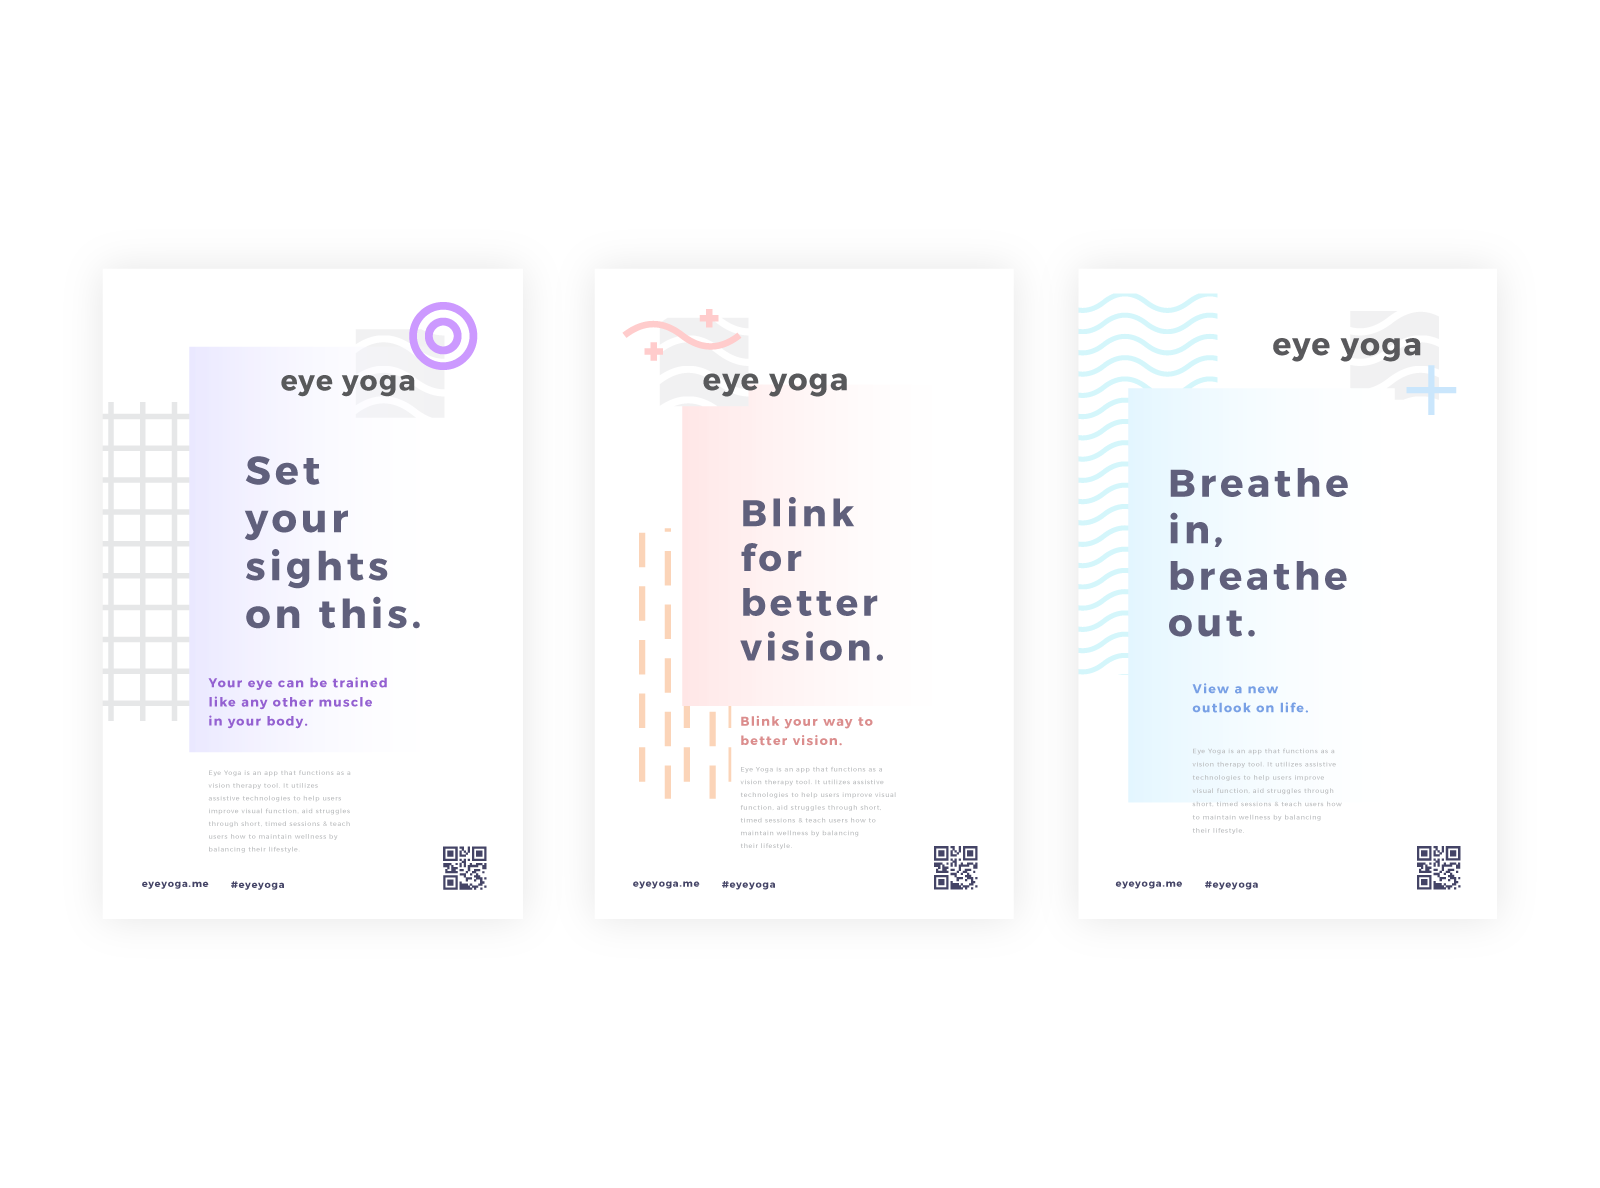 eye yoga
Set
your
sights
on this.
Your eye can be trained
like any other muscle
in your body.
Eye Yoga is an app that functions as a
vision therapy tool. It utilizes
assistive technologies to help users
improve visual function, aid struggles
through short, timed sessions & teach
users how to maintain wellness by
balancing their lifestyle.
eyeyoga.me #eyeyoga
eye yoga
Blink
for
better
vision.
Blink your way to
better vision.
Eye Yoga is an app that functions as a
vision therapy tool. It utilizes assistive
technologies to help users improve visual
function, aid struggles through short,
timed sessions & teach users how to
maintain wellness by balancing
their lifestyle.
eyeyoga.me #eyeyoga
eye yoga
Breathe
in,
breathe
out.
View a new
outlook on life.
Eye Yoga is an app that functions as a
vision therapy tool. It utilizes assistive
technologies to help users improve
visual function, aid struggles through
short, timed sessions & teach users how
to maintain wellness by balancing
their lifestyle.
eyeyoga.me #eyeyoga